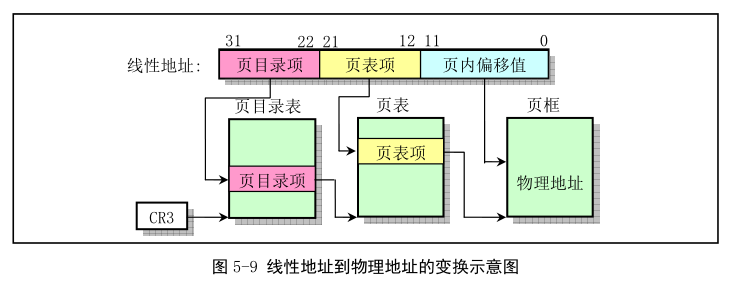 31 22 21 12 11 0
线性地址: 页目录项 页表项 页内偏移值
页目录表 页表 页框
页表项
页目录项 物理地址
CR3
图 5-9 线性地址到物理地址的变换示意图